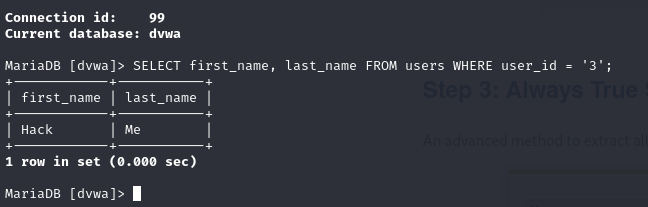 Connection id:    99
Current database: dvwa
MariaDB [dvwa]> SELECT first_name, last_name FROM users WHERE user_id = '3';
+------------+-----------+
| first_name | last_name |
+------------+-----------+
| Hack       | Me        |
+------------+-----------+
1 row in set (0.000 sec)
MariaDB [dvwa]>
Step 3: Always True S
An advanced method to extract all